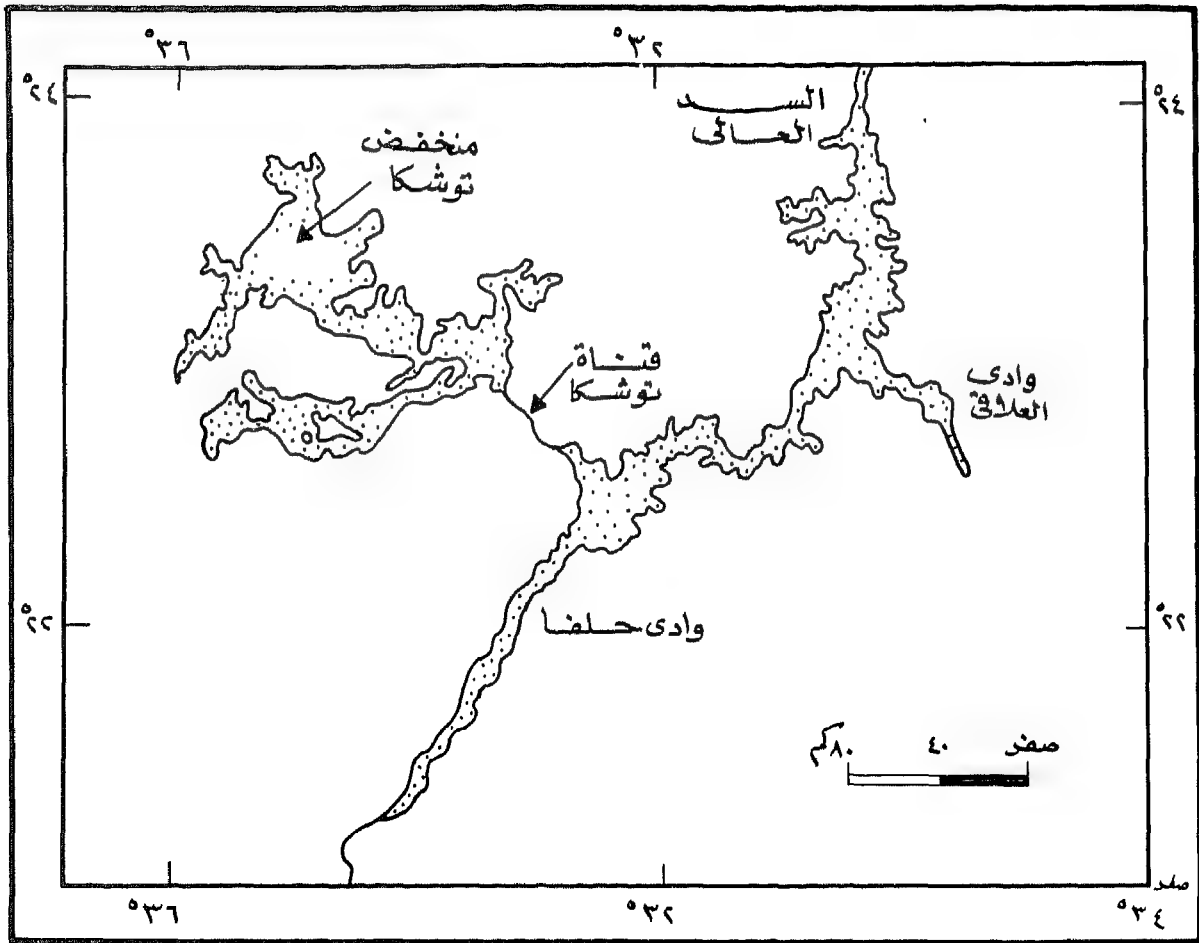 °٣٦
°٣٢
°٢٤
°٢٤
السد
العالى
منخفض
توشكا
قناة
توشكا
وادى
العلاقى
°٢٢
وادى حلفا
°٢٢
صفر ٤٠ ٨٠كم
صفر
°٣٦
°٣٢
°٣٤